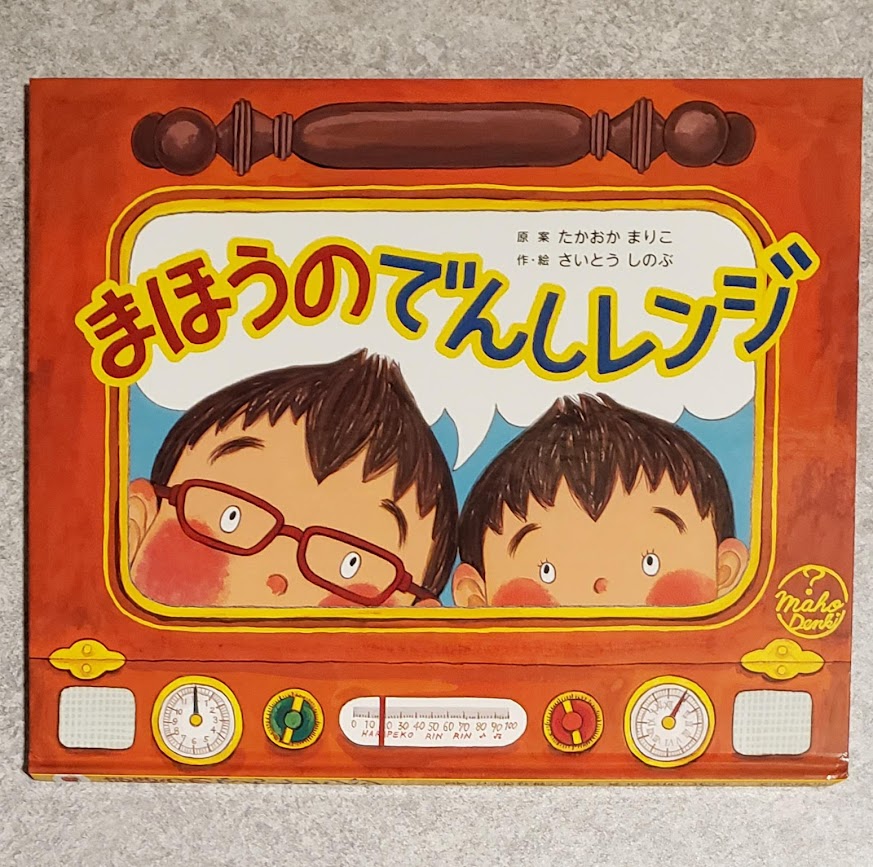 原案 たかおか まりこ
作・絵 さいとう しのぶ
まほうのでんしレンジ
?
Maho
Denki
0 10 20 30 40 50 60 70 80 90 100
RIN RIN ♪ ♫